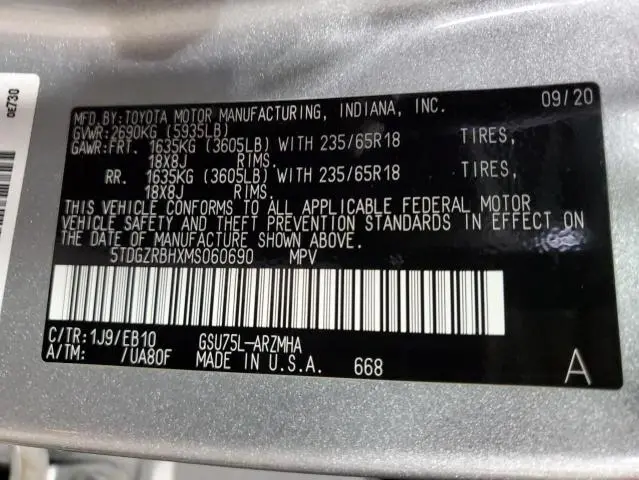 MFD.BY:TOYOTA MOTOR MANUFACTURING, INDIANA, INC. 09/20
GVWR:2690KG (5935LB)
GAWR:FRT. 1635KG (3605LB) WITH 235/65R18 TIRES,
18X8J RIMS.
RR. 1635KG (3605LB) WITH 235/65R18 TIRES,
18X8J RIMS.
THIS VEHICLE CONFORMS TO ALL APPLICABLE FEDERAL MOTOR
VEHICLE SAFETY AND THEFT PREVENTION STANDARDS IN EFFECT ON
THE DATE OF MANUFACTURE SHOWN ABOVE.
5TDGZRBHXMS060690 MPV
C/TR:1J9/EB10 GSU75L-ARZMHA
A/TM: /UA80F MADE IN U.S.A. 668 A
0E730